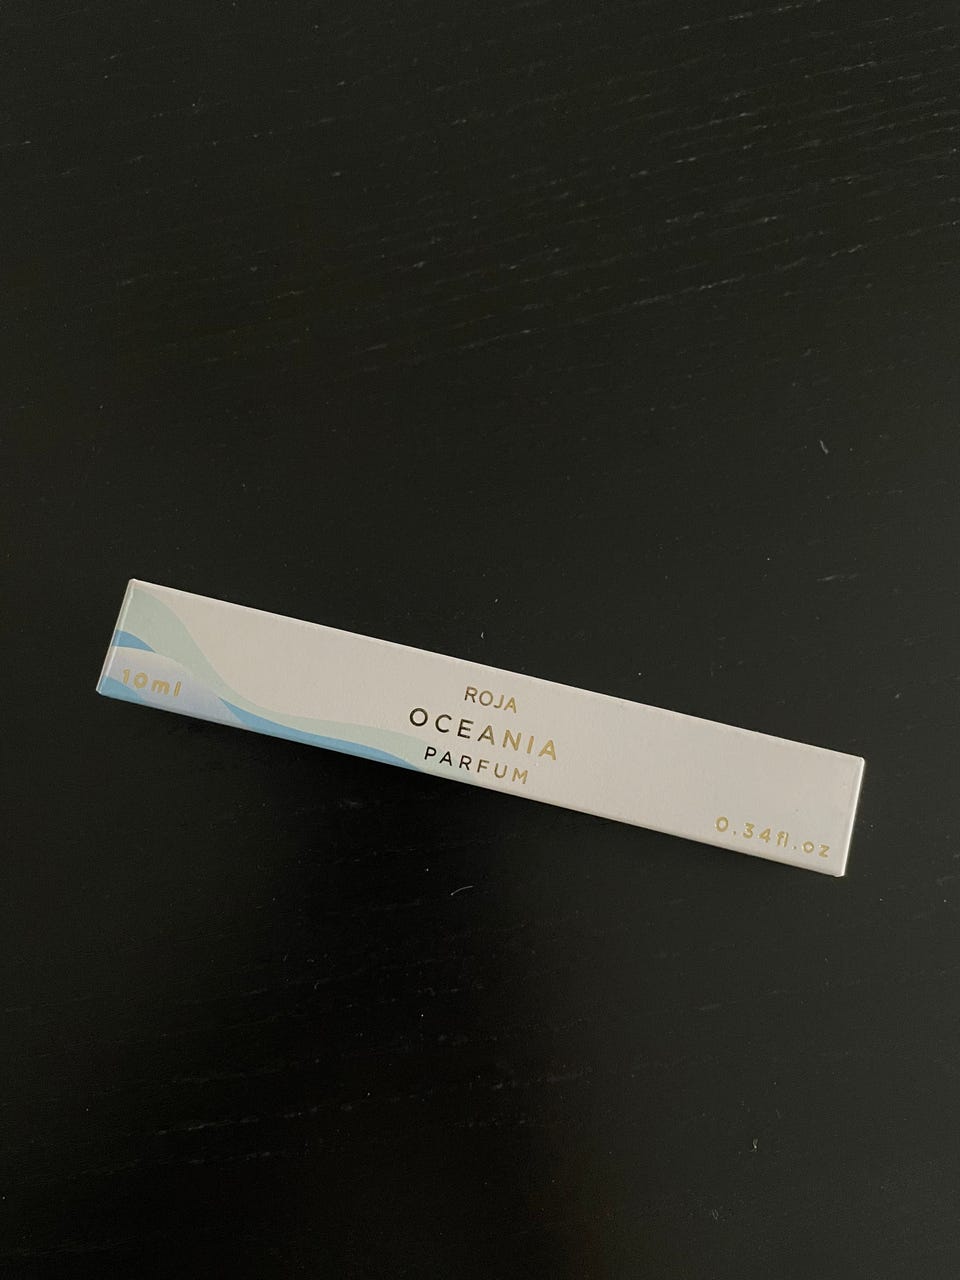 ROJA
OCEANIA
PARFUM
10ml
0.34fl.oz